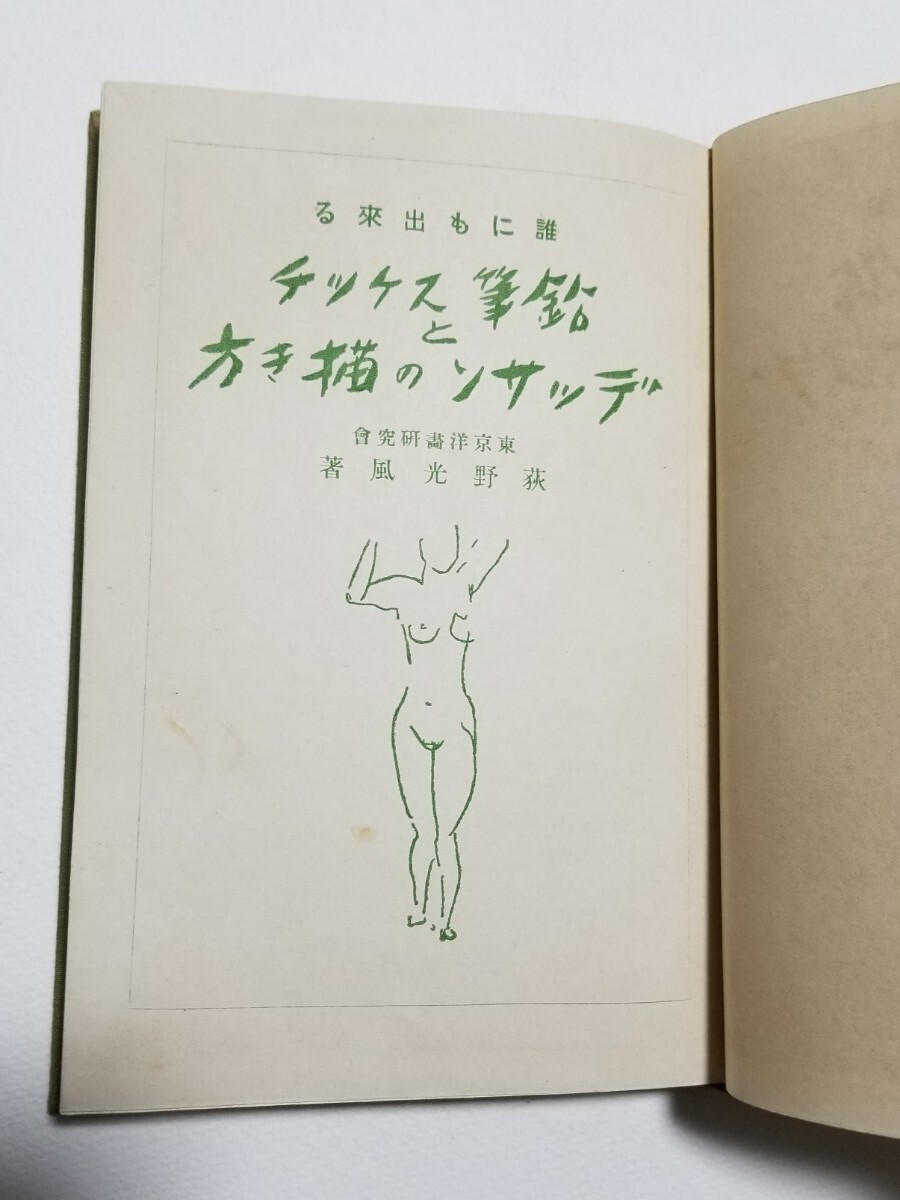 誰にも出來る
鉛筆スケッチ
と
デッサンの描き方
東京洋畵研究會
荻野光風著